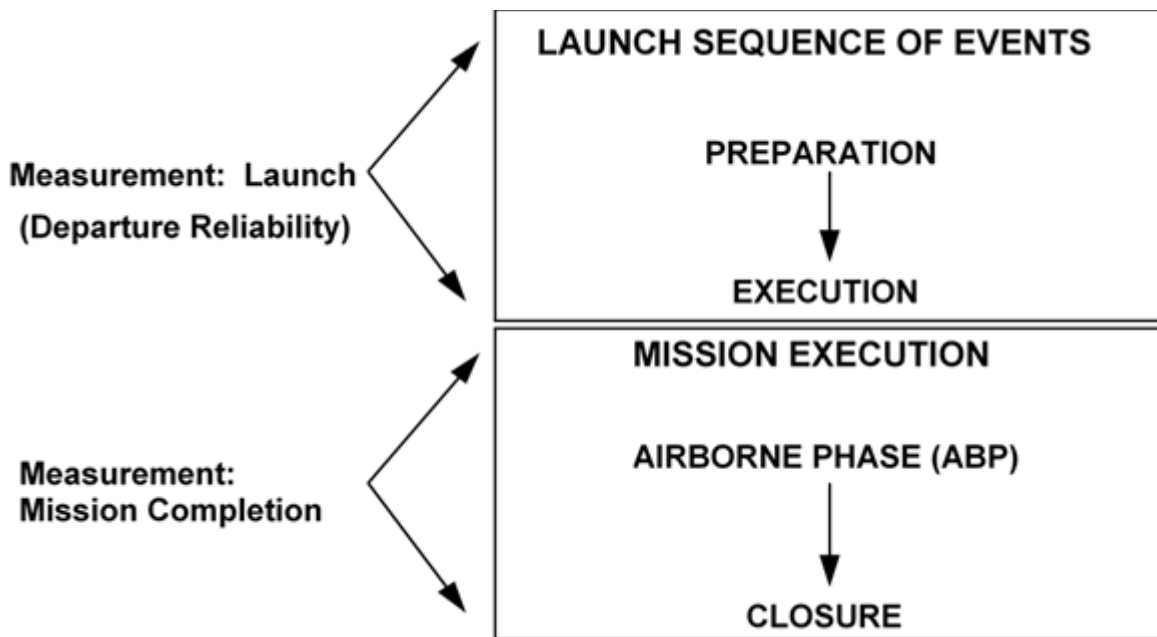 LAUNCH SEQUENCE OF EVENTS
PREPARATION
Measurement: Launch
(Departure Reliability)
EXECUTION
MISSION EXECUTION
AIRBORNE PHASE (ABP)
Measurement:
Mission Completion
CLOSURE